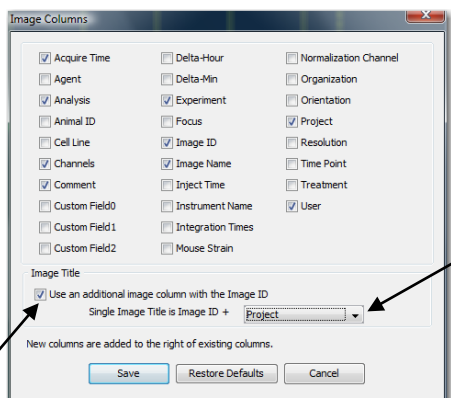 Image Columns
Acquire Time Delta-Hour Normalization Channel
Agent Delta-Min Organization
Analysis Experiment Orientation
Animal ID Focus Project
Cell Line Image ID Resolution
Channels Image Name Time Point
Comment Inject Time Treatment
Custom Field0 Instrument Name User
Custom Field1 Integration Times
Custom Field2 Mouse Strain
Image Title
Use an additional image column with the Image ID
Single Image Title is Image ID + Project
New columns are added to the right of existing columns.
Save Restore Defaults Cancel